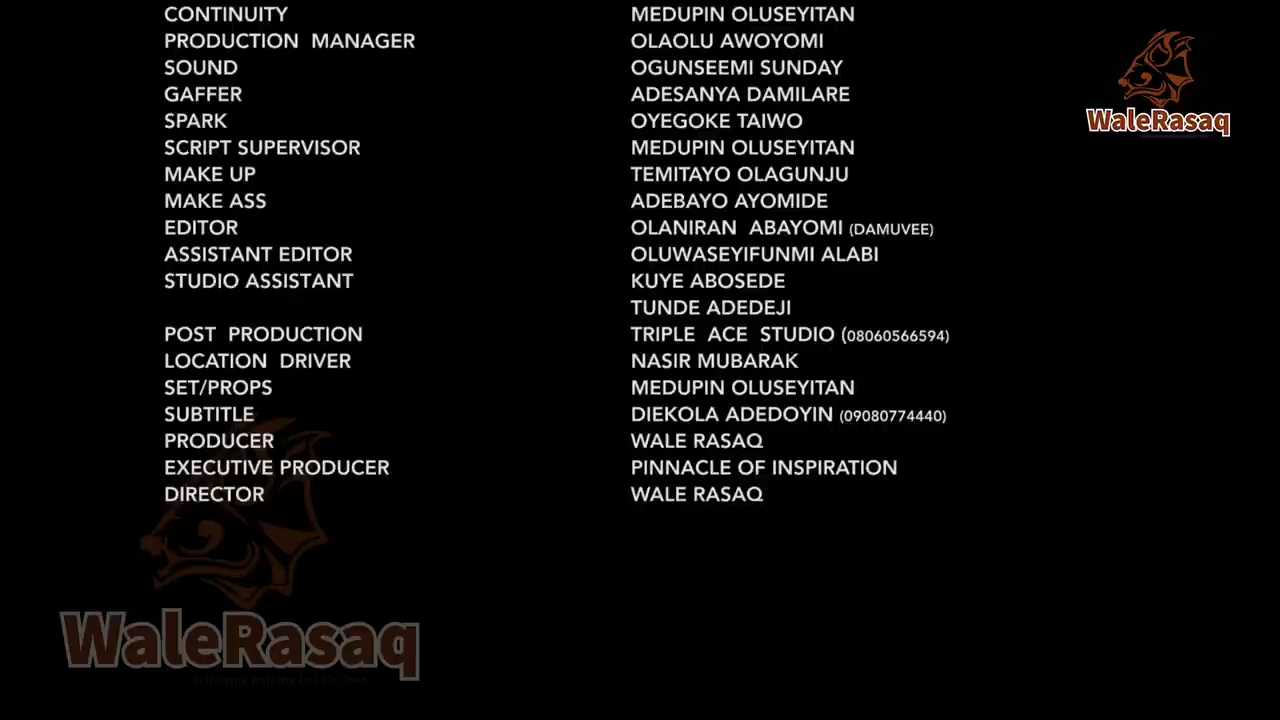 CONTINUITY MEDUPIN OLUSEYITAN
PRODUCTION MANAGER OLAOLU AWOYOMI
SOUND OGUNSEEMI SUNDAY
GAFFER ADESANYA DAMILARE
SPARK OYEGOKE TAIWO
SCRIPT SUPERVISOR MEDUPIN OLUSEYITAN
MAKE UP TEMITAYO OLAGUNJU
MAKE ASS ADEBAYO AYOMIDE
EDITOR OLANIRAN ABAYOMI (DAMUVEE)
ASSISTANT EDITOR OLUWASEYIFUNMI ALABI
STUDIO ASSISTANT KUYE ABOSEDE
TUNDE ADEDEJI
POST PRODUCTION TRIPLE ACE STUDIO (08060566594)
LOCATION DRIVER NASIR MUBARAK
SET/PROPS MEDUPIN OLUSEYITAN
SUBTITLE DIEKOLA ADEDOYIN (09080774440)
PRODUCER WALE RASAQ
EXECUTIVE PRODUCER PINNACLE OF INSPIRATION
DIRECTOR WALE RASAQ
WaleRasaq
WaleRasaq